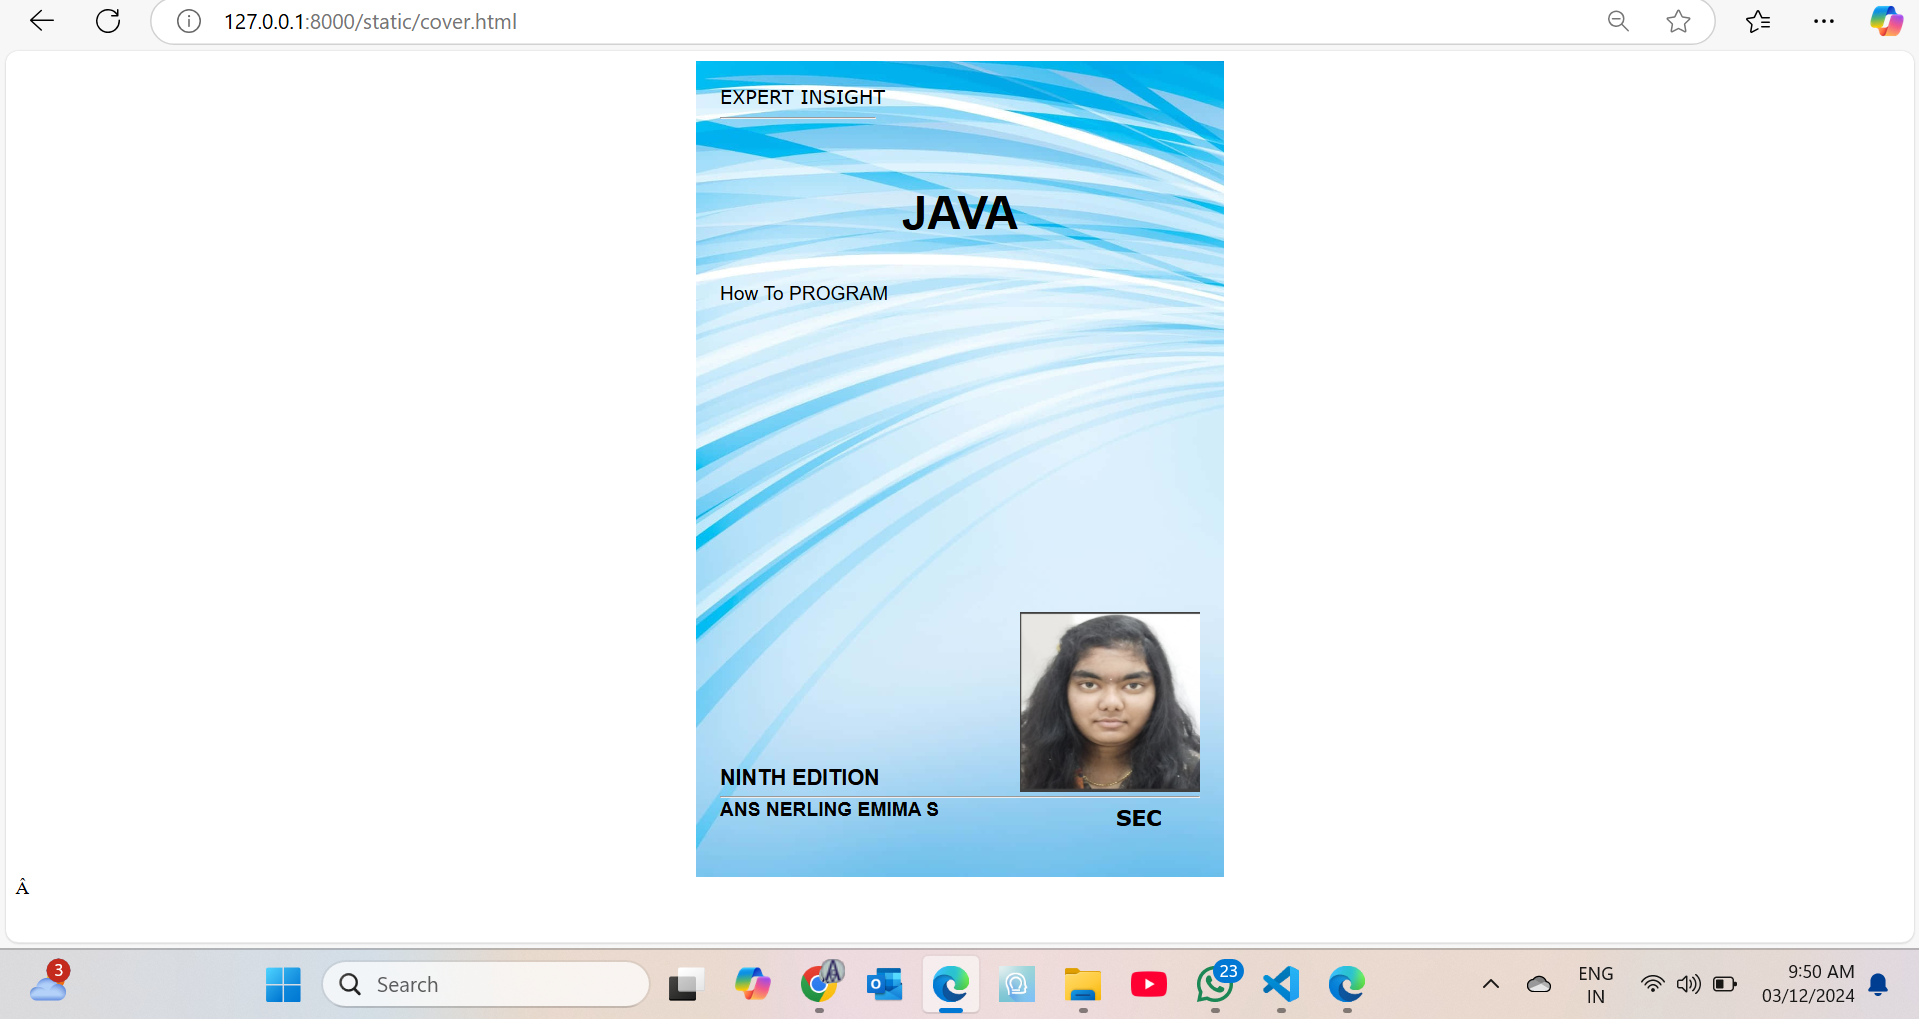 127.0.0.1:8000/static/cover.html
EXPERT INSIGHT
JAVA
How To PROGRAM
NINTH EDITION
ANS NERLING EMIMA S
SEC
Â
3
Search
23
ENG
IN
9:50 AM
03/12/2024